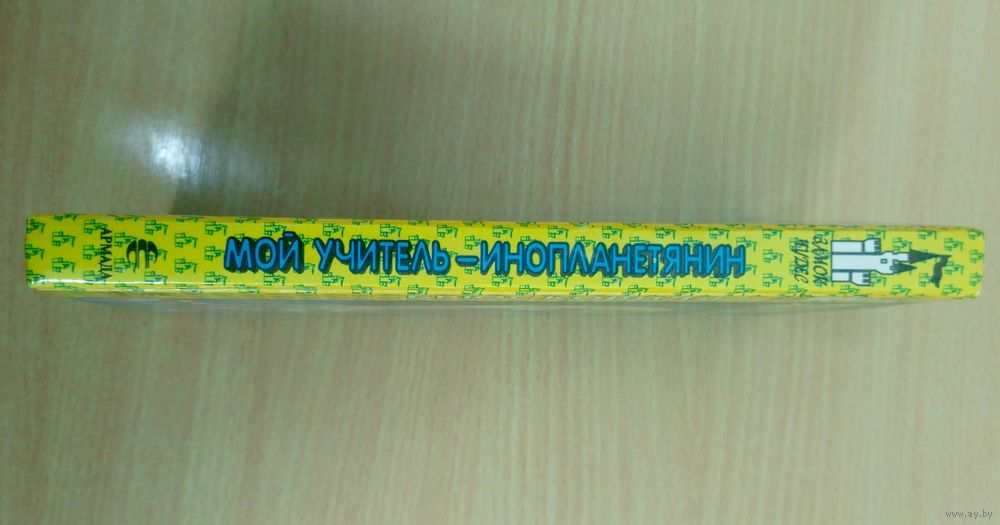 АРМАДА
МОЙ УЧИТЕЛЬ – ИНОПЛАНЕТЯНИН
ЗАМОК ЧУДЕС
www.ay.by